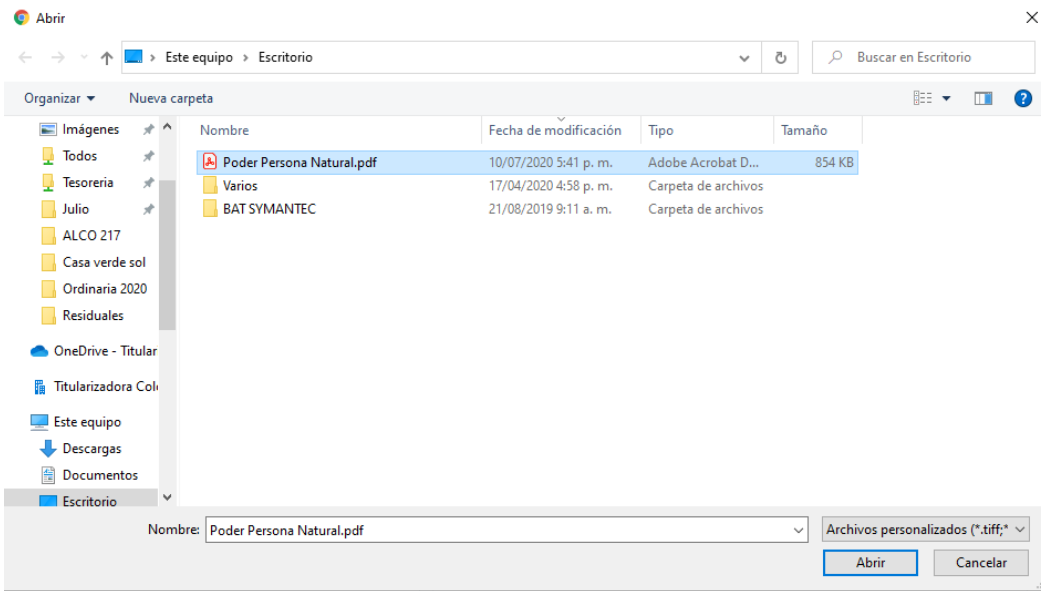 Abrir
Este equipo > Escritorio
Buscar en Escritorio
Organizar
Nueva carpeta
Imágenes
Todos
Tesoreria
Julio
ALCO 217
Casa verde sol
Ordinaria 2020
Residuales
OneDrive - Titular
Titularizadora Col
Este equipo
Descargas
Documentos
Escritorio
Nombre Fecha de modificación Tipo Tamaño
Poder Persona Natural.pdf 10/07/2020 5:41 p. m. Adobe Acrobat D... 854 KB
Varios 17/04/2020 4:58 p. m. Carpeta de archivos
BAT SYMANTEC 21/08/2019 9:11 a. m. Carpeta de archivos
Nombre: Poder Persona Natural.pdf
Archivos personalizados (*.tiff;*
Abrir
Cancelar